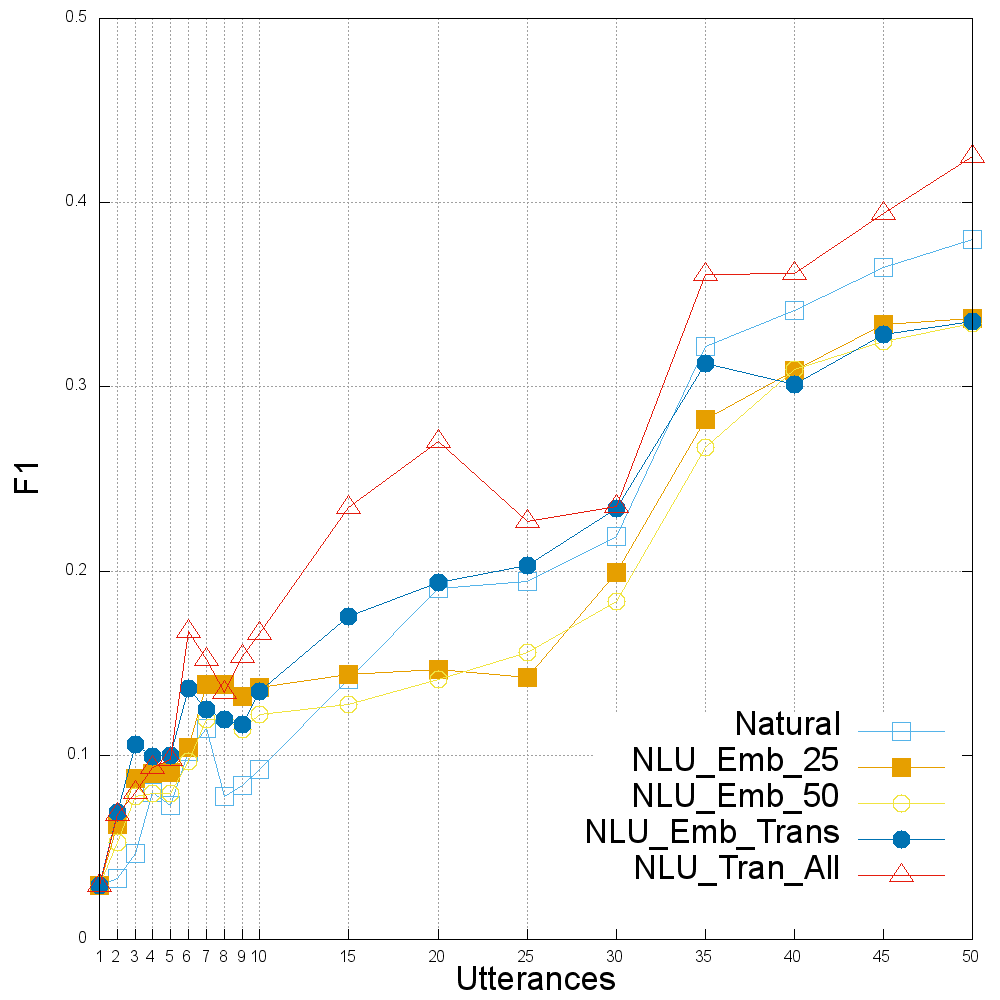 0.5
0.4
0.3
0.2
0.1
0
F1
Natural
NLU_Emb_25
NLU_Emb_50
NLU_Emb_Trans
NLU_Tran_All
1 2 3 4 5 6 7 8 9 10 15 20 25 30 35 40 45 50
Utterances